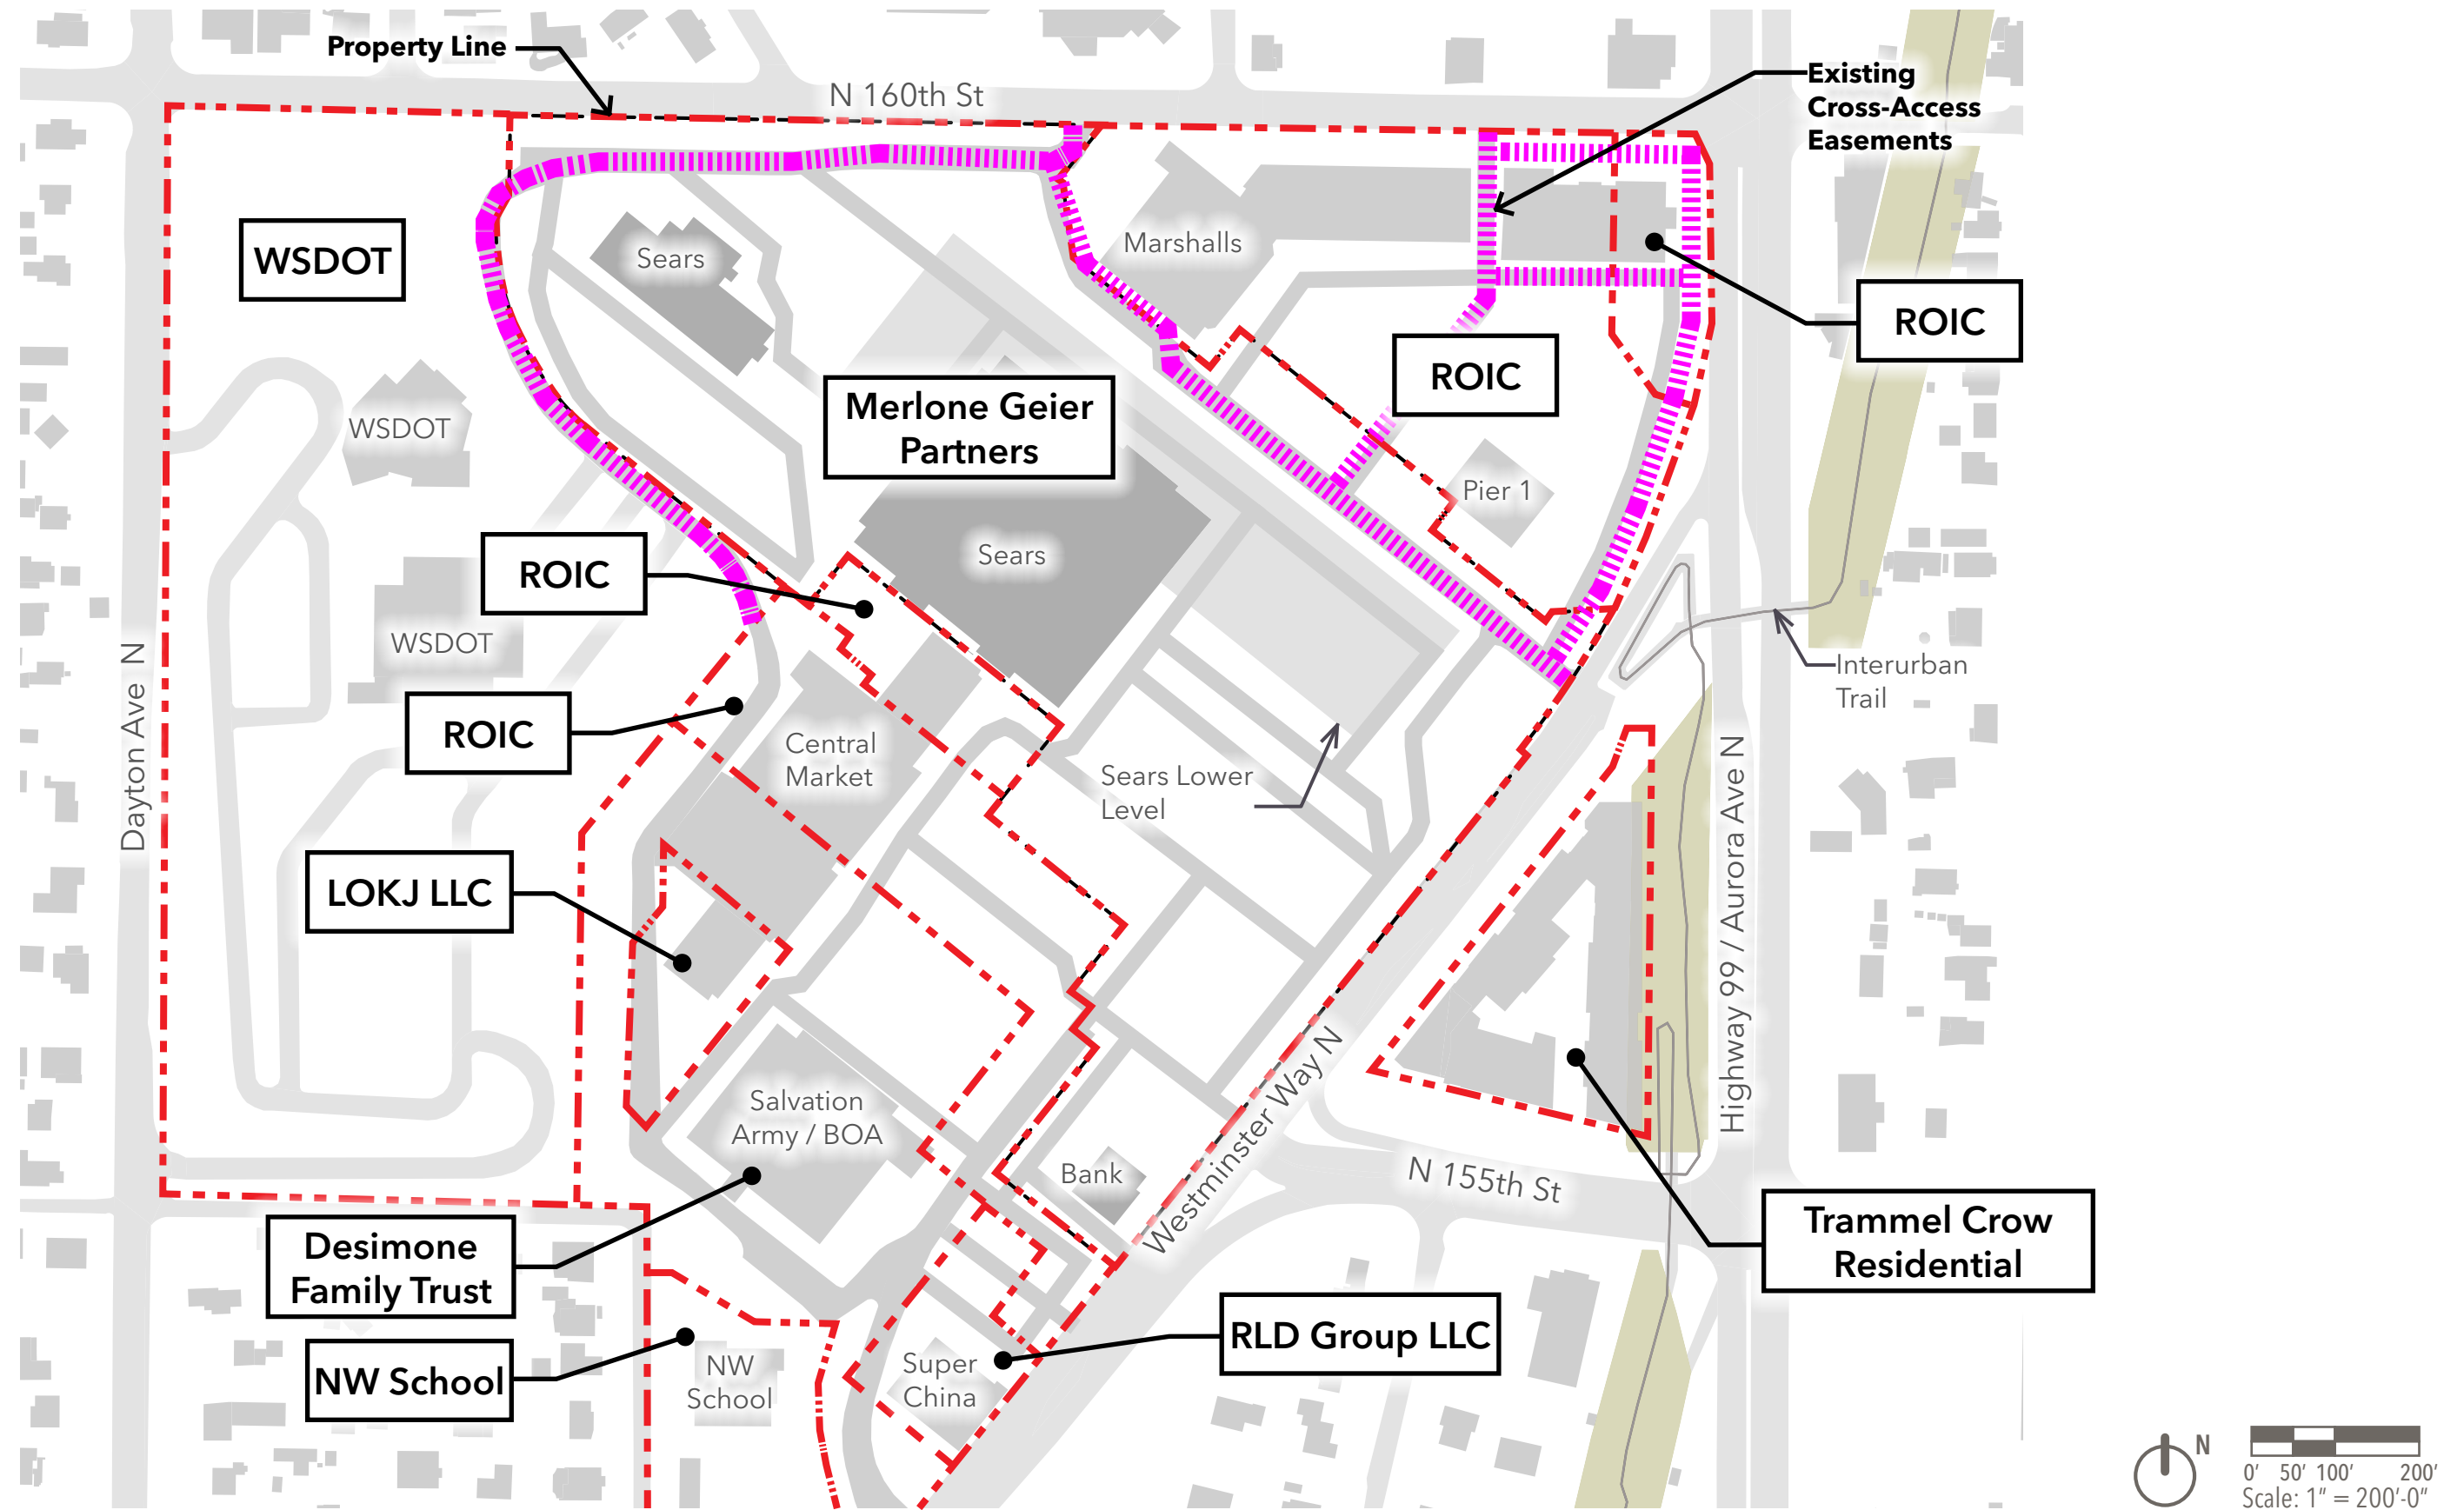 Property Line
N 160th St
Existing
Cross-Access
Easements
WSDOT
Sears
Marshalls
ROIC
ROIC
Merlone Geier
Partners
WSDOT
Pier 1
Sears
ROIC
WSDOT
Interurban
Trail
ROIC
Central
Market
Sears Lower
Level
Dayton Ave N
Highway 99 / Aurora Ave N
LOKJ LLC
Salvation
Army / BOA
Westminster Way N
Bank
N 155th St
Trammel Crow
Residential
Desimone
Family Trust
RLD Group LLC
NW School
NW
School
Super
China
N
0' 50' 100' 200'
Scale: 1" = 200'-0"